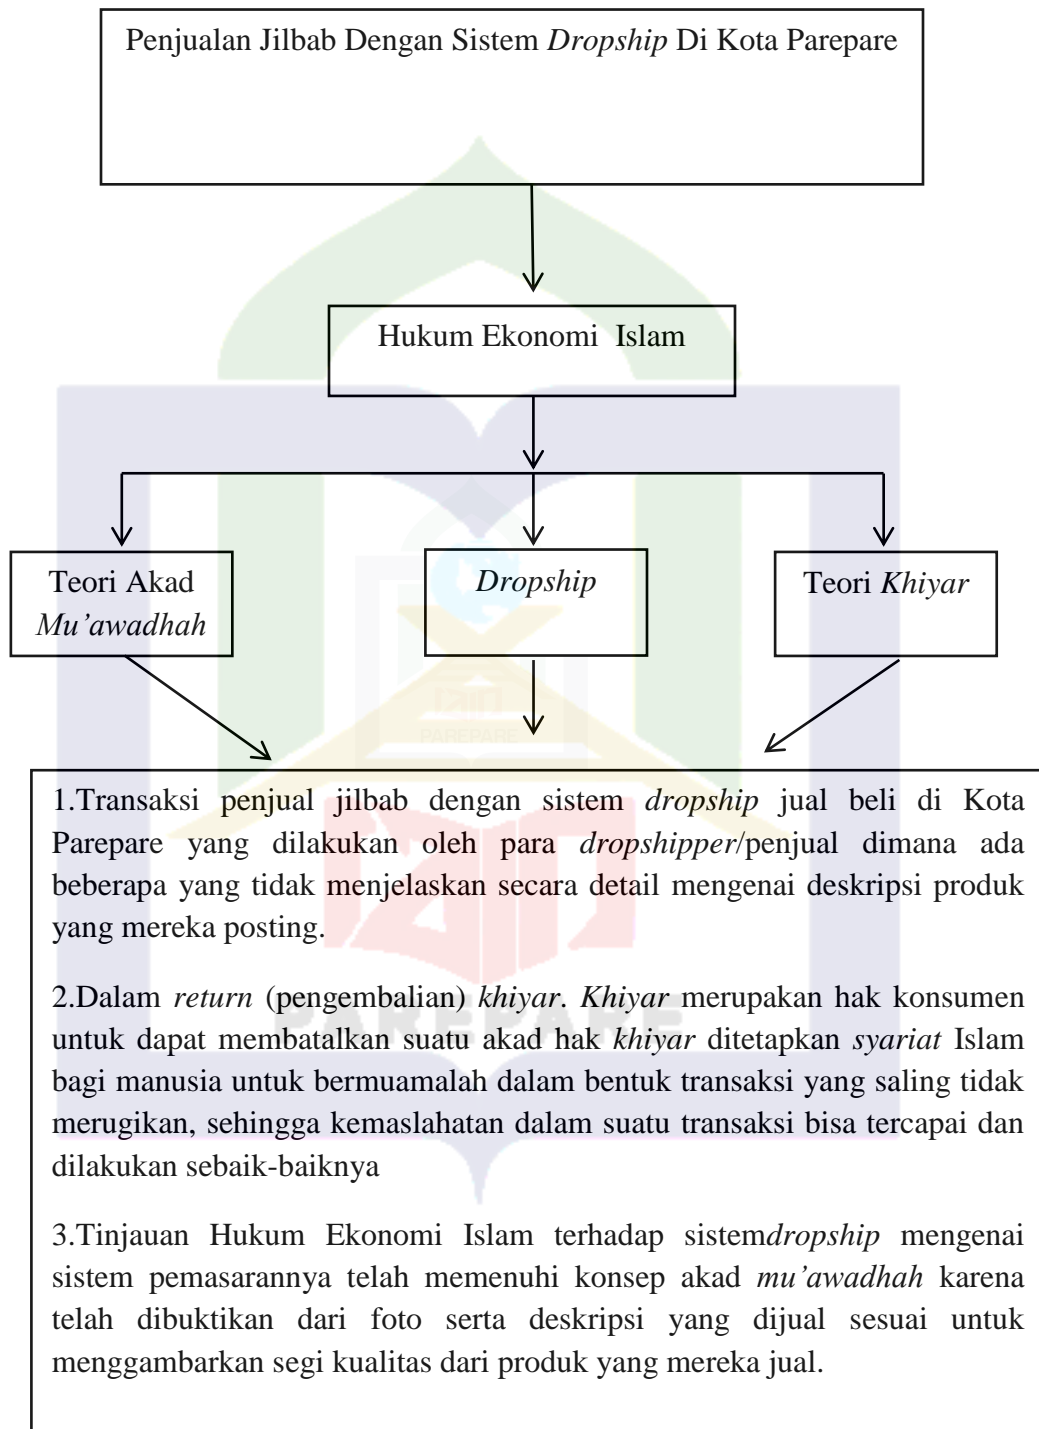 Penjualan Jilbab Dengan Sistem Dropship Di Kota Parepare
Hukum Ekonomi  Islam
Teori Akad
Mu’awadhah
Dropship
Teori Khiyar
PAREPARE
1.Transaksi penjual jilbab dengan sistem dropship jual beli di Kota
Parepare yang dilakukan oleh para dropshipper/penjual dimana ada
beberapa yang tidak menjelaskan secara detail mengenai deskripsi produk
yang mereka posting.
2.Dalam return (pengembalian) khiyar. Khiyar merupakan hak konsumen
untuk dapat membatalkan suatu akad hak khiyar ditetapkan syariat Islam
PAREPARE
bagi manusia untuk bermuamalah dalam bentuk transaksi yang saling tidak
merugikan, sehingga kemaslahatan dalam suatu transaksi bisa tercapai dan
dilakukan sebaik-baiknya
3.Tinjauan Hukum Ekonomi Islam terhadap sistemdropship mengenai
sistem pemasarannya telah memenuhi konsep akad mu’awadhah karena
telah dibuktikan dari foto serta deskripsi yang dijual sesuai untuk
menggambarkan segi kualitas dari produk yang mereka jual.